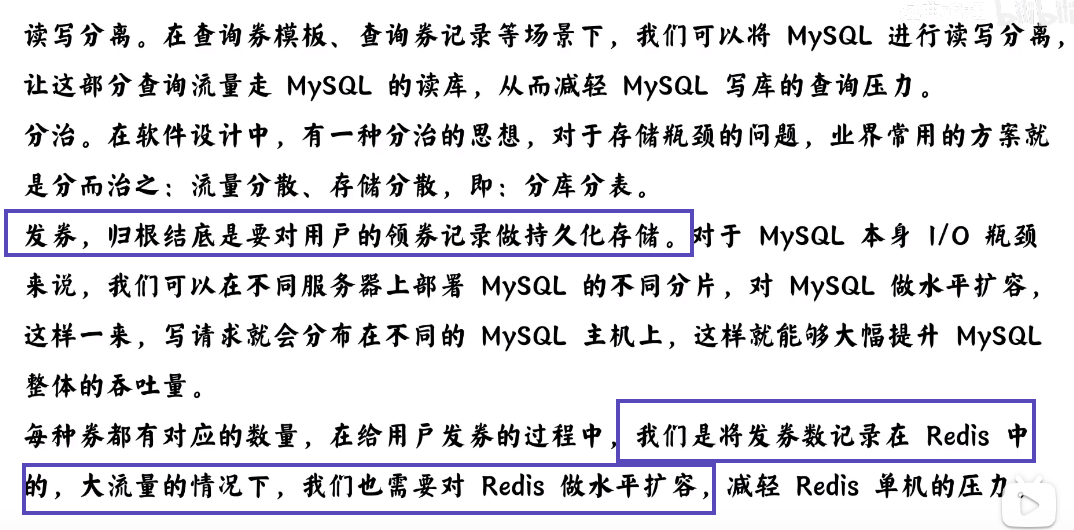 读写分离。在查询券模板、查询券记录等场景下，我们可以将 MySQL 进行读写分离，
让这部分查询流量走 MySQL 的读库，从而减轻 MySQL 写库的查询压力。
分治。在软件设计中，有一种分治的思想，对于存储瓶颈的问题，业界常用的方案就
是分而治之：流量分散、存储分散，即：分库分表。
发券，归根结底是要对用户的领券记录做持久化存储。对于 MySQL 本身 I/O 瓶颈
来说，我们可以在不同服务器上部署 MySQL 的不同分片，对 MySQL 做水平扩容，
这样一来，写请求就会分布在不同的 MySQL 主机上，这样就能够大幅提升 MySQL
整体的吞吐量。
每种券都有对应的数量，在给用户发券的过程中，我们是将发券数记录在 Redis 中
的，大流量的情况下，我们也需要对 Redis 做水平扩容，减轻 Redis 单机的压力。